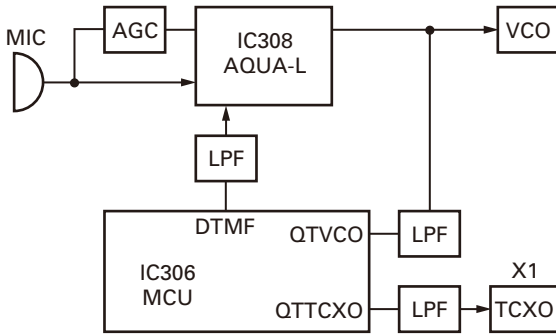 AGC
MIC
IC308
AQUA-L
VCO
LPF
DTMF
QTVCO
LPF
IC306
MCU
X1
QTTCXO
LPF
TCXO